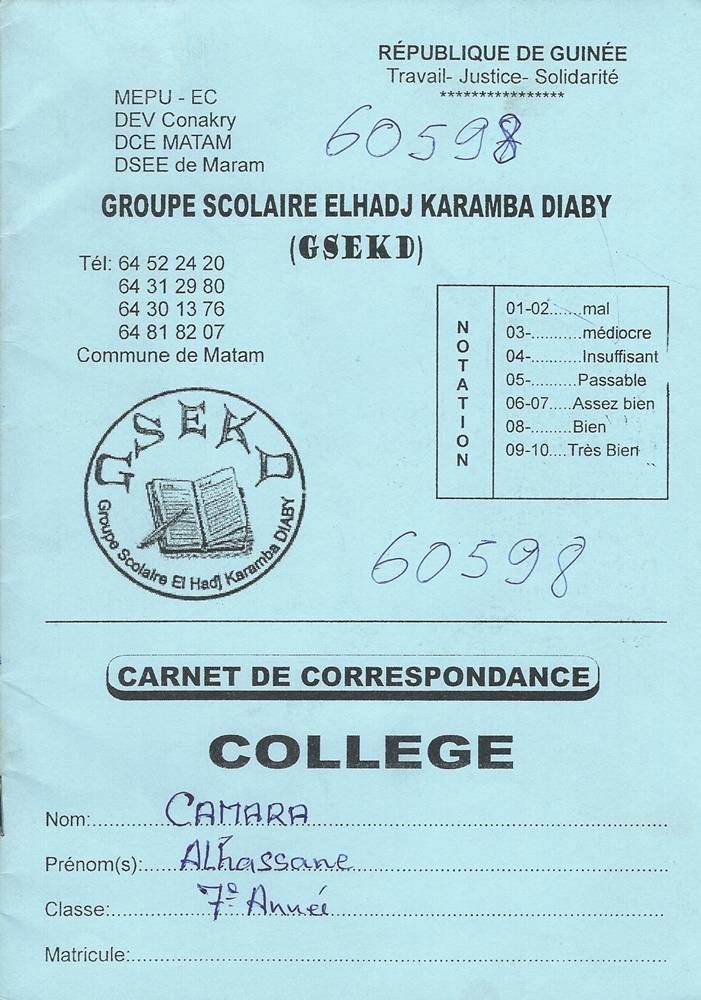 RÉPUBLIQUE DE GUINÉE
Travail- Justice- Solidarité
****************
MEPU - EC
DEV Conakry
DCE MATAM
DSEE de Maram
60598
GROUPE SCOLAIRE ELHADJ KARAMBA DIABY
(GSEKD)
Tél: 64 52 24 20
64 31 29 80
64 30 13 76
64 81 82 07
Commune de Matam
NOTATION
01-02......mal
03-..........médiocre
04-..........Insuffisant
05-.........Passable
06-07.....Assez bien
08-........Bien
09-10....Très Bien
GSEKD
Groupe Scolaire El Hadj Karamba DIABY
60598
CARNET DE CORRESPONDANCE
COLLEGE
Nom: CAMARA
Prénom(s): Alhassane
Classe: 7e Année
Matricule: